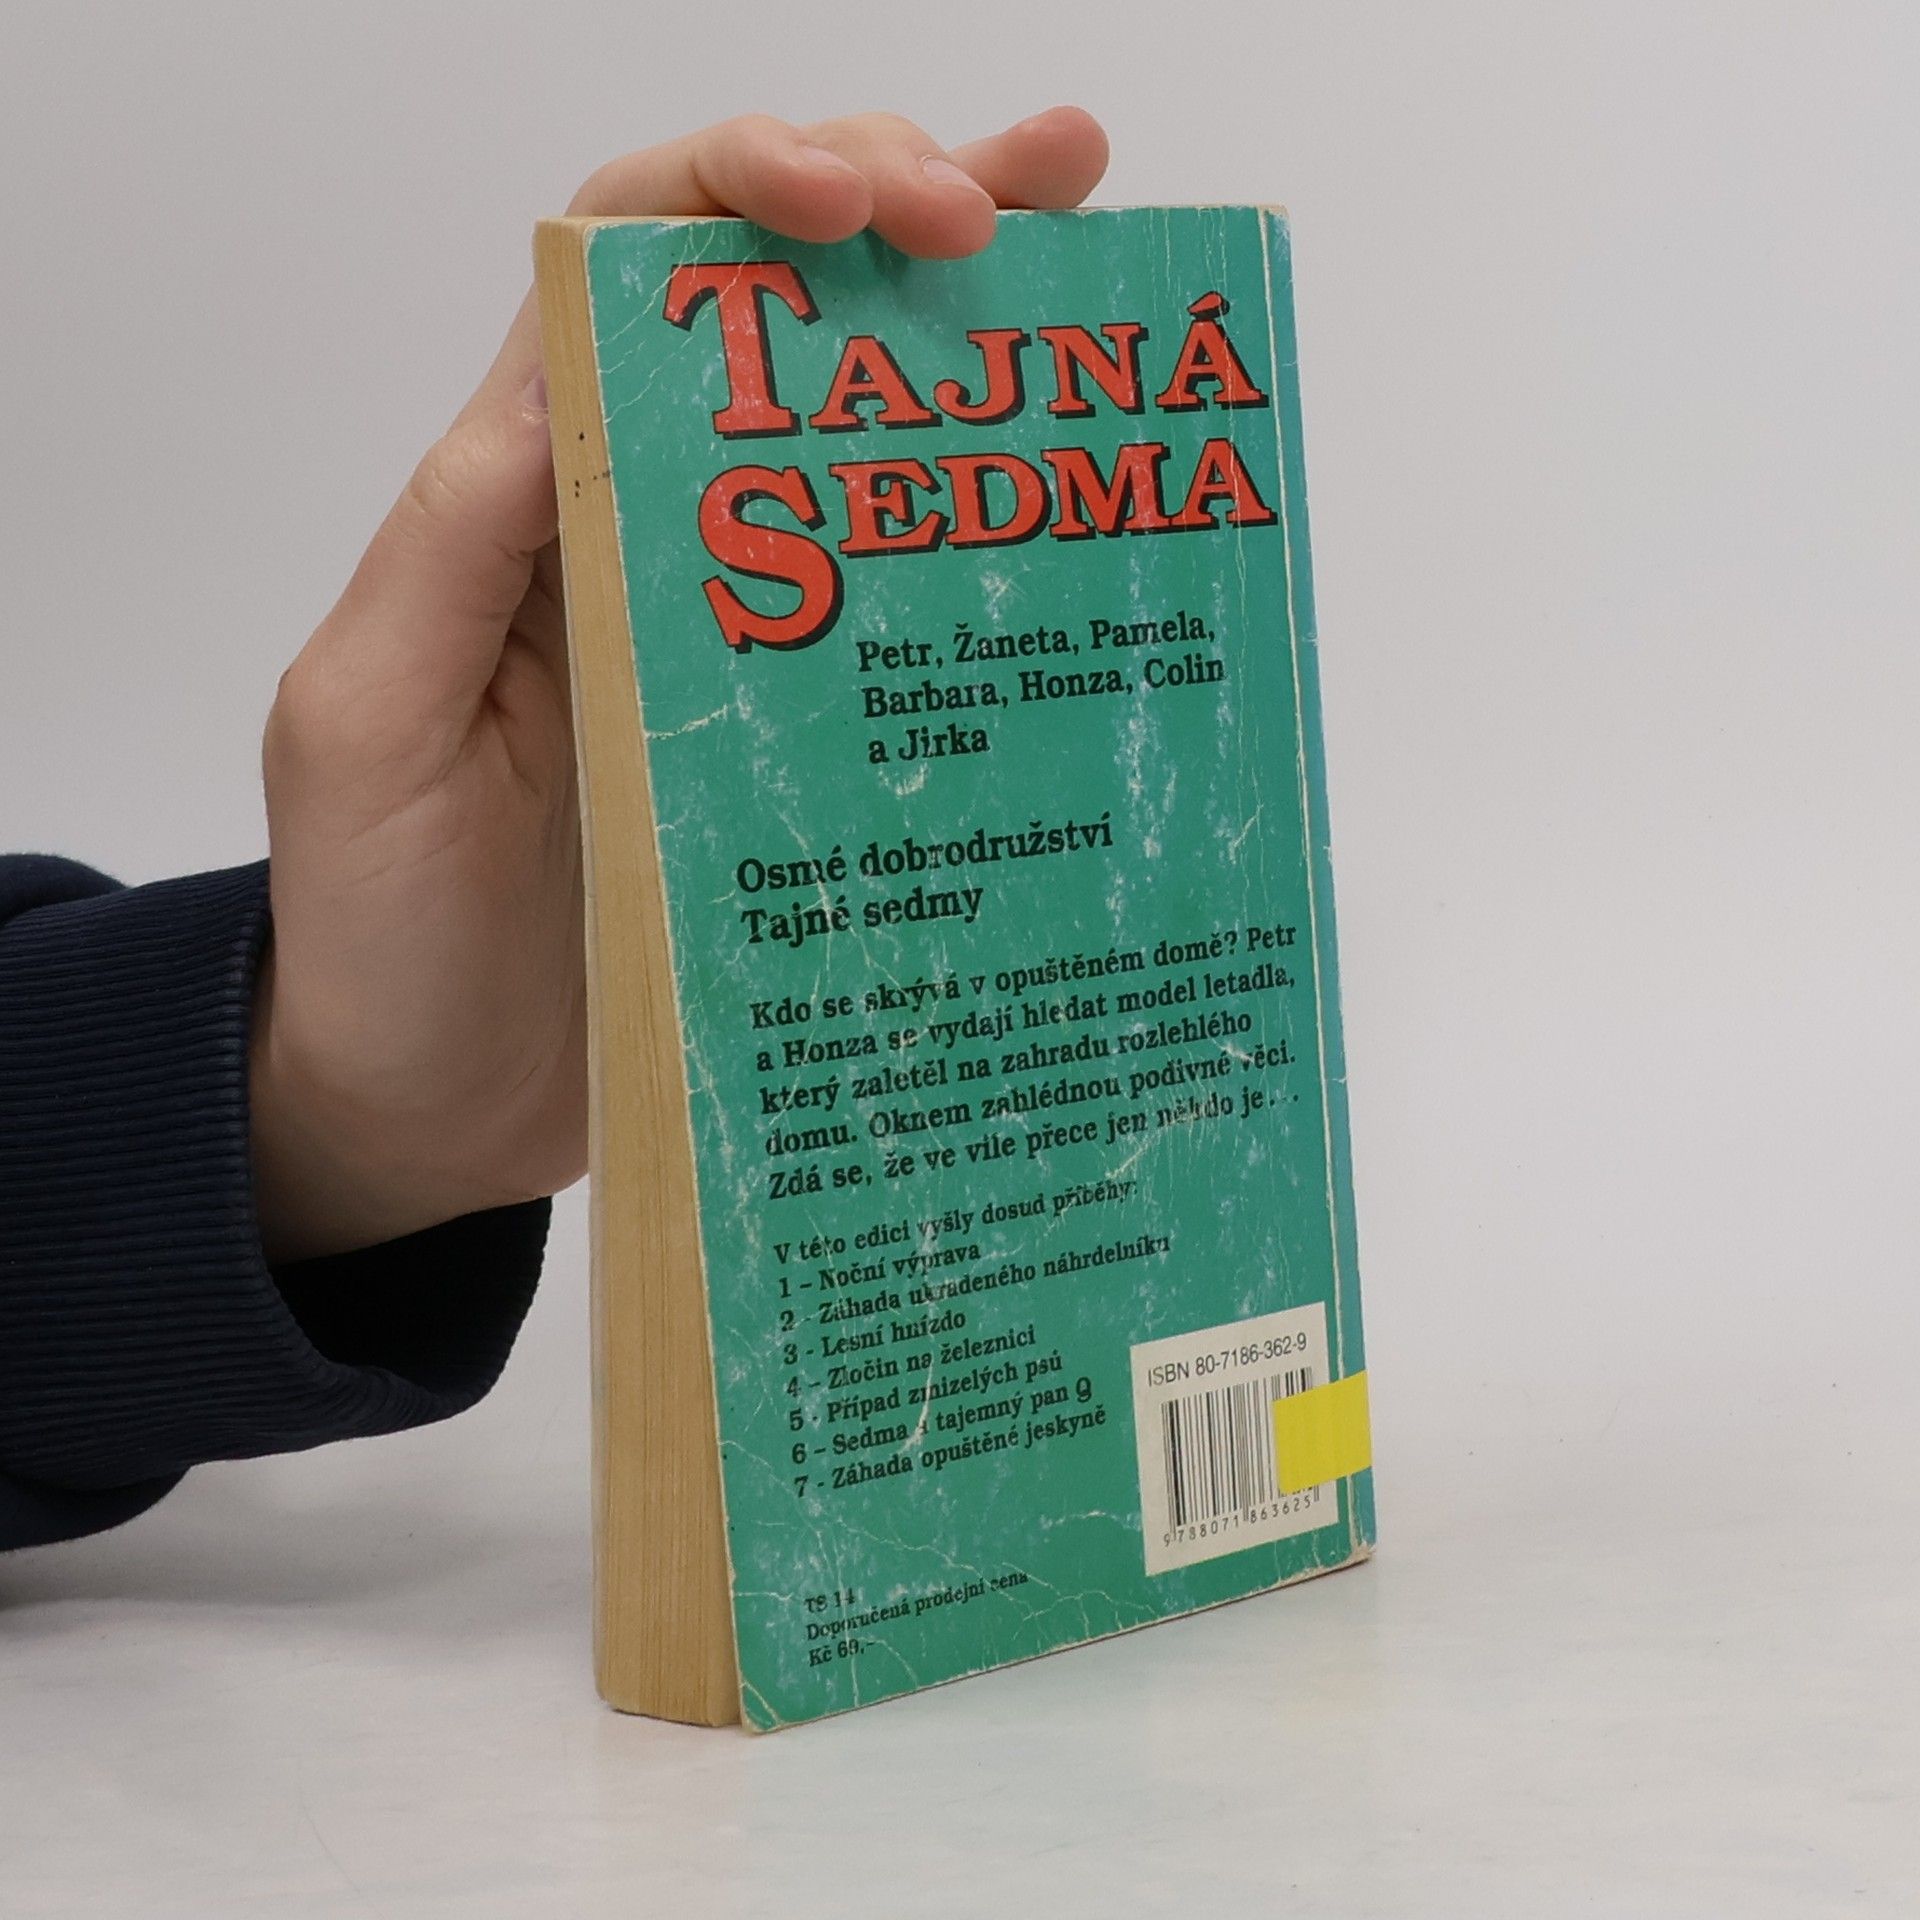 TAJNÁ
SEDMA
Petr, Žaneta, Pamela,
Barbara, Honza, Colin
a Jirka
Osmé dobrodružství
Tajné sedmy
Kdo se skrývá v opuštěném domě? Petr
a Honza se vydají hledat model letadla,
který zaletěl na zahradu rozlehlého
domu. Oknem zahlédnou podivné věci.
Zdá se, že ve vile přece jen někdo je...
V této edici vyšly dosud příběhy:
1 - Noční výprava
2 - Záhada ukradeného náhrdelníku
3 - Lesní hnízdo
4 - Zločin na železnici
5 - Případ zmizelých psů
6 - Sedma a tajemný pan Q
7 - Záhada opuštěné jeskyně
ISBN 80-7186-362-9
9 788071 863625
TS 14
Doporučená prodejní cena
Kč 69,-